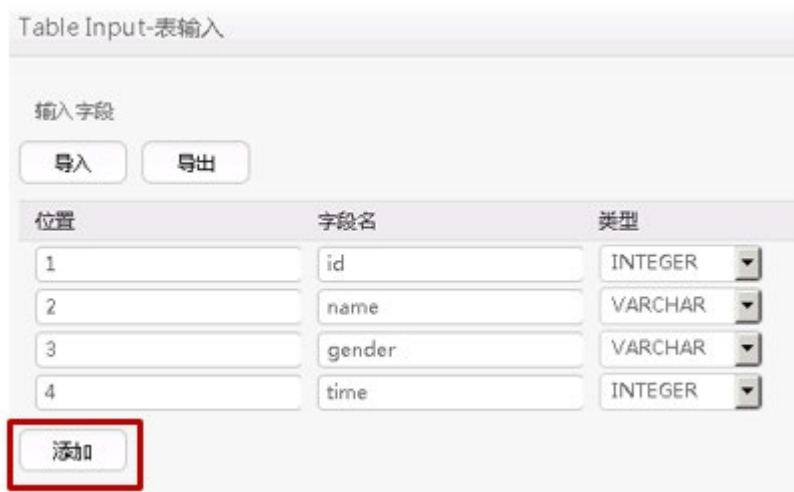 Table Input-表输入
输入字段
导入 导出
位置 字段名 类型
1 id INTEGER
2 name VARCHAR
3 gender VARCHAR
4 time INTEGER
添加